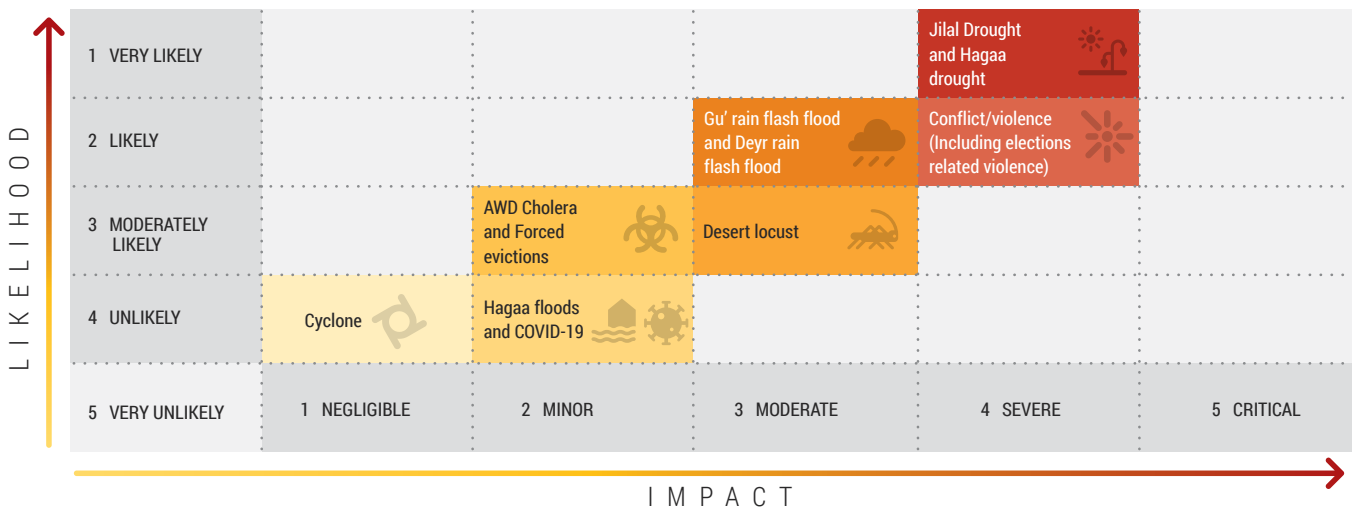 LIKELIHOOD
1 VERY LIKELY
Jilal Drought
and Hagaa
drought
2 LIKELY
Gu’ rain flash flood
and Deyr rain
flash flood
Conflict/violence
(Including elections
related violence)
3 MODERATELY
LIKELY
AWD Cholera
and Forced
evictions
Desert locust
4 UNLIKELY
Cyclone
Hagaa floods
and COVID-19
5 VERY UNLIKELY
1 NEGLIGIBLE
2 MINOR
3 MODERATE
4 SEVERE
5 CRITICAL
IMPACT